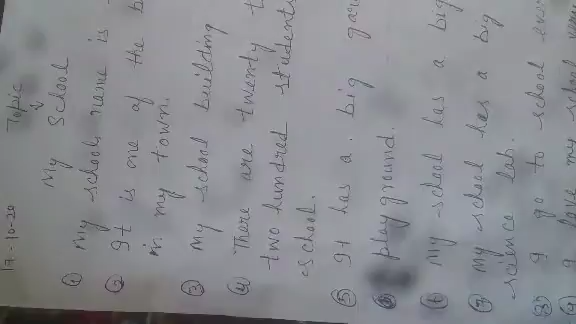 17-10-20 Topic
My School
① My school name is
② It is one of the b
in my town.
③ My school building
④ There are twenty t
two hundred students
school.
⑤ It has a big gar
play ground.
⑥ My school has a big
⑦ My school has a big
science lab.
⑧ I go to school ever
⑨ I love my school